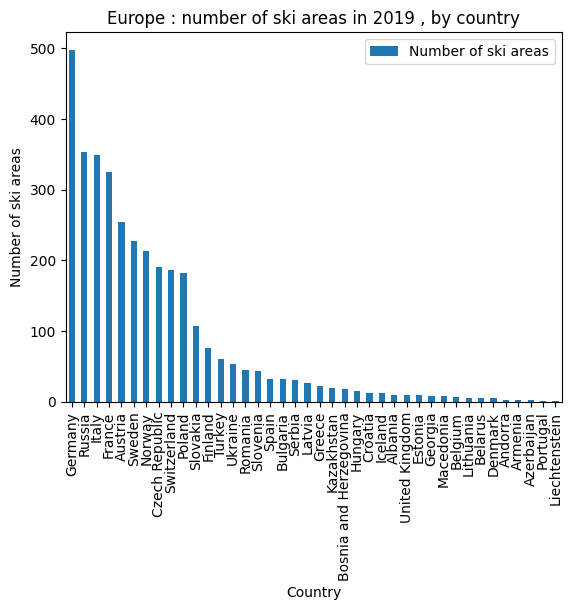 Europe : number of ski areas in 2019 , by country
Number of ski areas
500
400
300
200
100
0
Number of ski areas
Germany
Russia
Italy
France
Austria
Sweden
Norway
Czech Republic
Switzerland
Poland
Slovakia
Finland
Turkey
Ukraine
Romania
Slovenia
Spain
Bulgaria
Serbia
Latvia
Greece
Kazakhstan
Bosnia and Herzegovina
Hungary
Croatia
Iceland
Albania
United Kingdom
Estonia
Georgia
Macedonia
Belgium
Lithuania
Belarus
Denmark
Andorra
Armenia
Azerbaijan
Portugal
Liechtenstein
Country